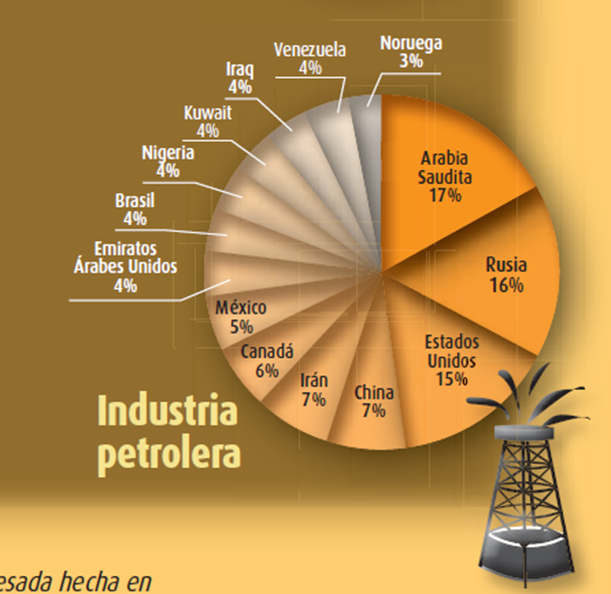 Noruega
3%
Venezuela
4%
Iraq
4%
Kuwait
4%
Nigeria
4%
Brasil
4%
Emiratos
Árabes Unidos
4%
México
5%
Canadá
6%
Irán
7%
China
7%
Estados
Unidos
15%
Rusia
16%
Arabia
Saudita
17%
Industria
petrolera
esada hecha en